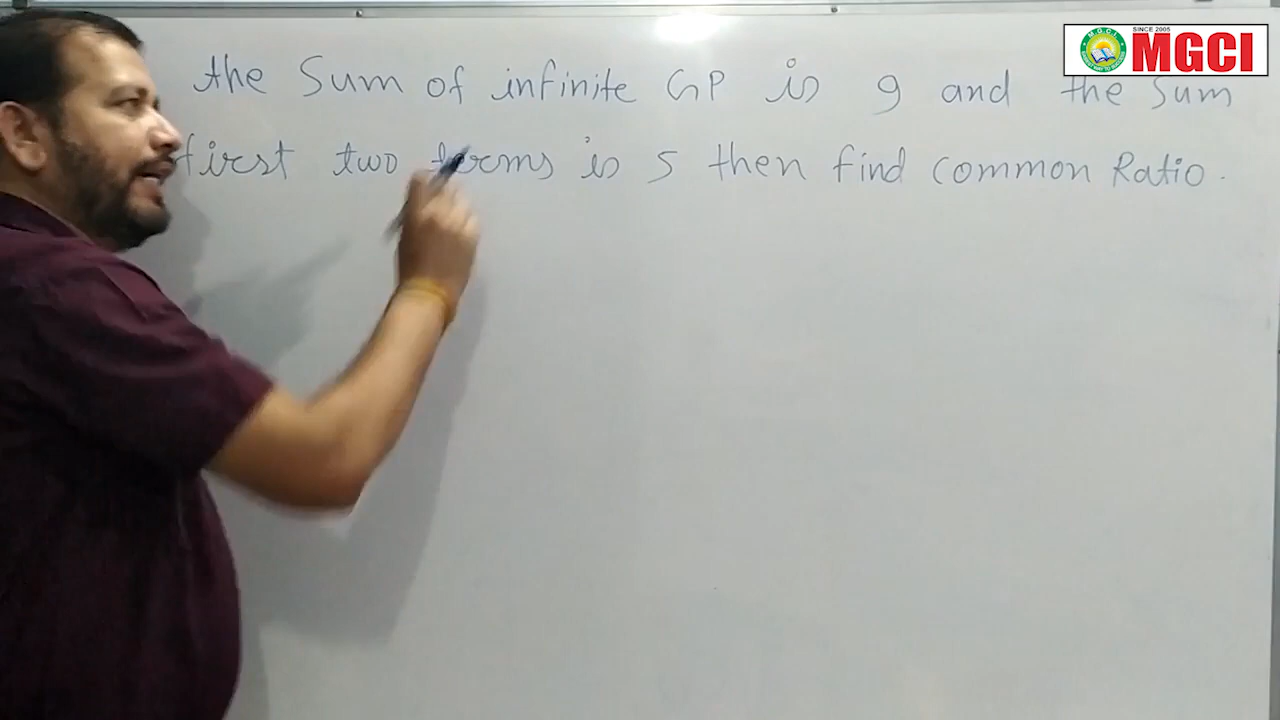 SINCE 2005
MGCI
the Sum of infinite GP is 9 and the Sum
first two terms is 5 then find common Ratio.